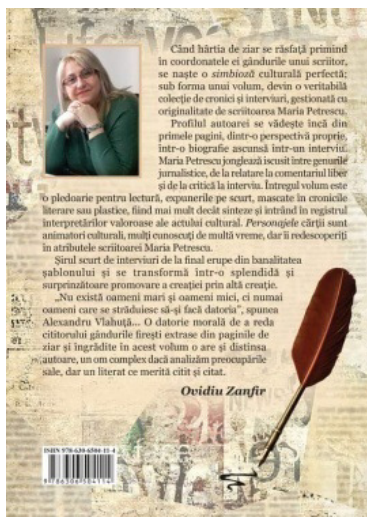 Când hârtia de ziar se răsfață primind
în coordonatele ei gândurile unui scriitor,
se naște o simbioză culturală perfectă;
sub forma unui volum, devin o veritabilă
colecție de cronici și interviuri, gestionată cu
originalitate de scriitoarea Maria Petrescu.
Profilul autoarei se vădește încă din
primele pagini, dintr-o perspectivă proprie,
într-o biografie ascunsă într-un interviu.
Maria Petrescu jonglează iscusit între genurile
jurnalistice, de la relatare la comentariul liber
și de la critică la interviu. Întregul volum este
o pledoarie pentru lectură, expunerile pe scurt, mascate în cronicile
literare sau plastice, fiind mai mult decât sinteze și intrând în registrul
interpretărilor valoroase ale actului cultural. Personajele cărții sunt
animatori culturali, mulți cunoscuți de multă vreme, dar îi redescoperiți
în atributele scriitoarei Maria Petrescu.
Șirul scurt de interviuri de la final erupe din banalitatea
șablonului și se transformă într-o splendidă și
surprinzătoare promovare a creației prin altă creație.
„Nu există oameni mari și oameni mici, ci numai
oameni care se străduiesc să-și facă datoria”, spunea
Alexandru Vlahuță... O datorie morală de a reda
cititorului gândurile firești extrase din paginile de
ziar și îngrădite în acest volum o are și distinsa
autoare, un om complex dacă analizăm preocupările
sale, dar un literat ce merită citit și citat.
Ovidiu Zanfir
ISBN 978-630-6504-11-4
9 786306 504114